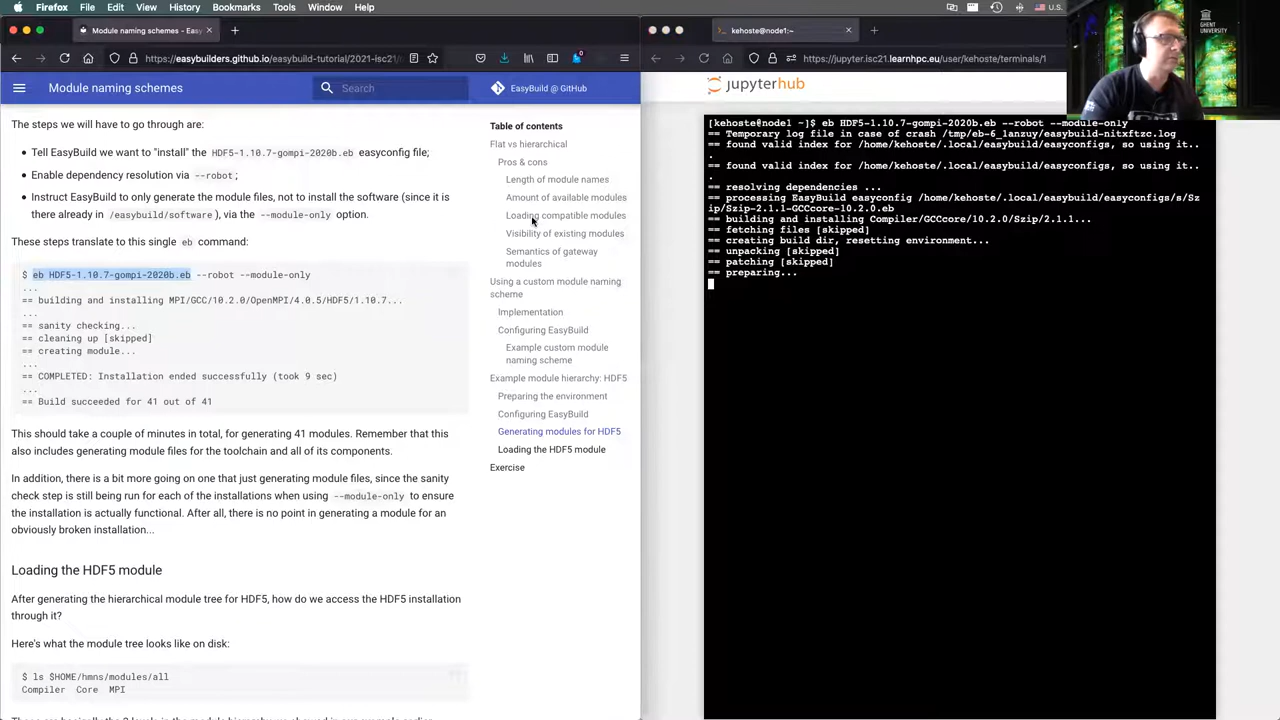 Firefox File Edit View History Bookmarks Tools Window Help
Module naming schemes - Easy
https://easybuilders.github.io/easybuild-tutorial/2021-isc21/
Module naming schemes
Search
EasyBuild @ GitHub
The steps we will have to go through are:
Tell EasyBuild we want to "install" the HDF5-1.10.7-gompi-2020b.eb easyconfig file;
Enable dependency resolution via --robot;
Instruct EasyBuild to only generate the module files, not to install the software (since it is
there already in /easybuild/software), via the --module-only option.
These steps translate to this single eb command:
$ eb HDF5-1.10.7-gompi-2020b.eb --robot --module-only
...
== building and installing MPI/GCC/10.2.0/OpenMPI/4.0.5/HDF5/1.10.7...
...
== sanity checking...
== cleaning up [skipped]
== creating module...
...
== COMPLETED: Installation ended successfully (took 9 sec)
...
== Build succeeded for 41 out of 41
This should take a couple of minutes in total, for generating 41 modules. Remember that this
also includes generating module files for the toolchain and all of its components.
In addition, there is a bit more going on one that just generating module files, since the sanity
check step is still being run for each of the installations when using --module-only to ensure
the installation is actually functional. After all, there is no point in generating a module for an
obviously broken installation...
Loading the HDF5 module
After generating the hierarchical module tree for HDF5, how do we access the HDF5 installation
through it?
Here's what the module tree looks like on disk:
$ ls $HOME/hmns/modules/all
Compiler Core MPI
Table of contents
Flat vs hierarchical
Pros & cons
Length of module names
Amount of available modules
Loading compatible modules
Visibility of existing modules
Semantics of gateway
modules
Using a custom module naming
scheme
Implementation
Configuring EasyBuild
Example custom module
naming scheme
Example module hierarchy: HDF5
Preparing the environment
Configuring EasyBuild
Generating modules for HDF5
Loading the HDF5 module
Exercise
kehoste@node1:~
https://jupyter.isc21.learnhpc.eu/user/kehoste/terminals/1
jupyterhub
[kehoste@node1 ~]$ eb HDF5-1.10.7-gompi-2020b.eb --robot --module-only
== Temporary log file in case of crash /tmp/eb-6_lanzuy/easybuild-nitxftzc.log
== found valid index for /home/kehoste/.local/easybuild/easyconfigs, so using it..
.
== found valid index for /home/kehoste/.local/easybuild/easyconfigs, so using it..
.
== resolving dependencies ...
== processing EasyBuild easyconfig /home/kehoste/.local/easybuild/easyconfigs/s/Sz
ip/Szip-2.1.1-GCCcore-10.2.0.eb
== building and installing Compiler/GCCcore/10.2.0/Szip/2.1.1...
== fetching files [skipped]
== creating build dir, resetting environment...
== unpacking [skipped]
== patching [skipped]
== preparing...
GHENT
UNIVERSITY